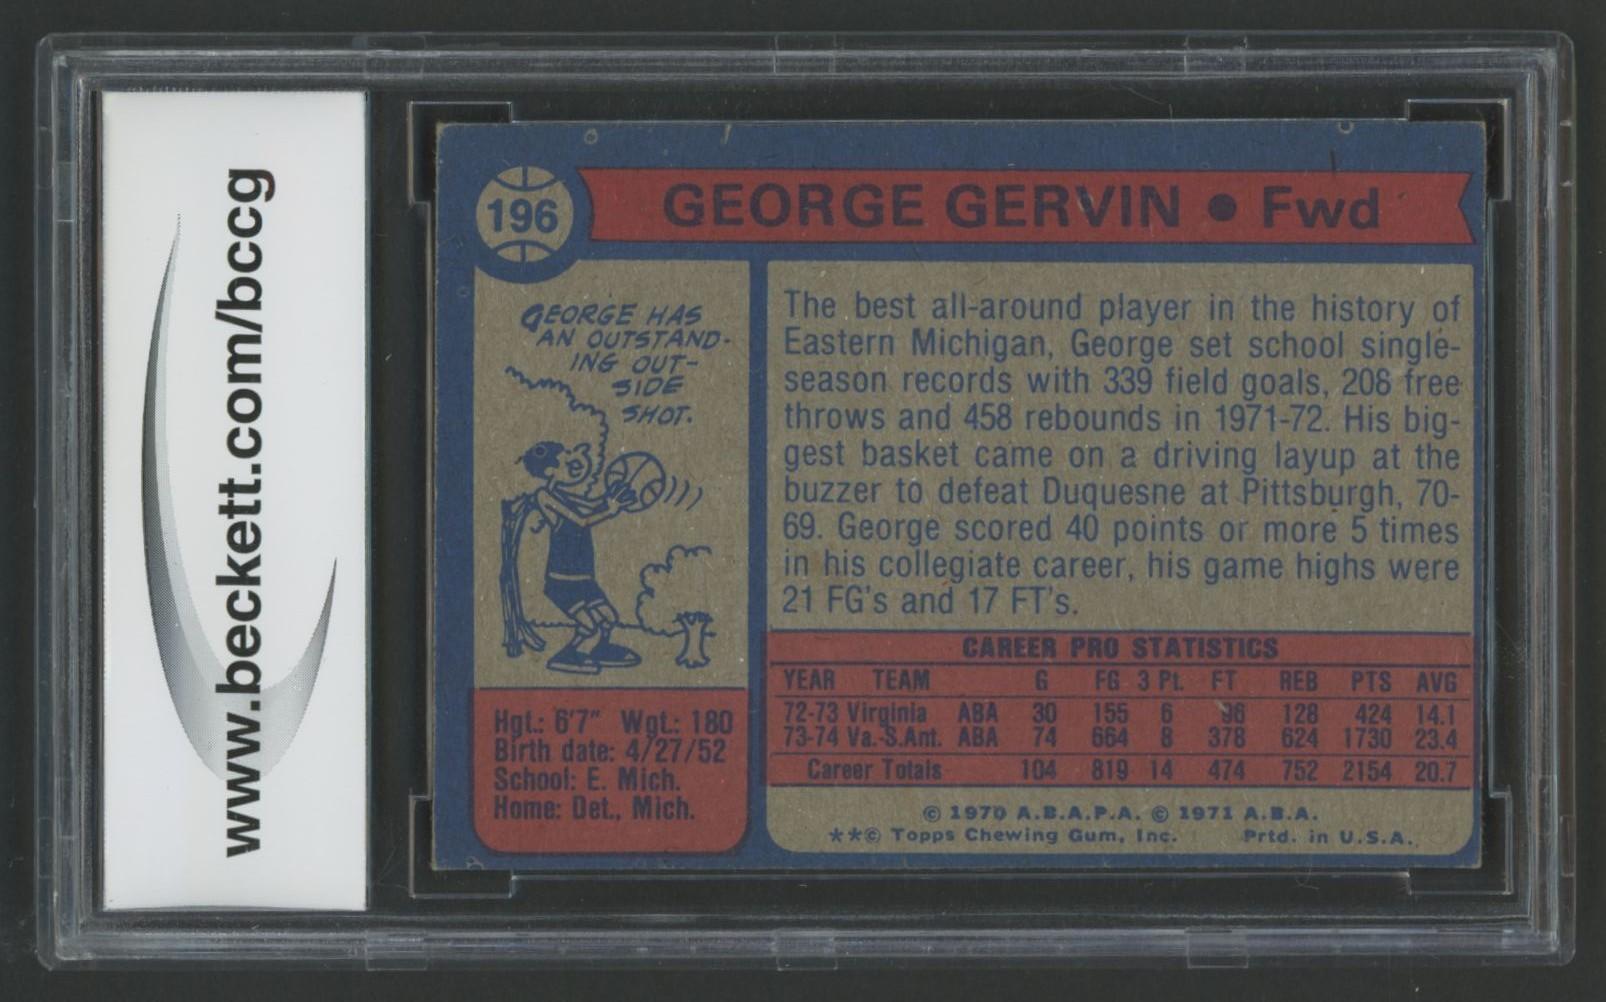 www.beckett.com/bccg
196
GEORGE GERVIN • Fwd
GEORGE HAS
AN OUTSTAND-
ING OUT-
SIDE
SHOT.
The best all-around player in the history of
Eastern Michigan, George set school single-
season records with 339 field goals, 208 free
throws and 458 rebounds in 1971-72. His big-
gest basket came on a driving layup at the
buzzer to defeat Duquesne at Pittsburgh, 70-
69. George scored 40 points or more 5 times
in his collegiate career, his game highs were
21 FG's and 17 FT's.
Hgt.: 6'7" Wgt.: 180
Birth date: 4/27/52
School: E. Mich.
Home: Det., Mich.
CAREER PRO STATISTICS
YEAR TEAM G FG 3 Pt. FT REB PTS AVG
72-73 Virginia ABA 30 155 6 96 128 424 14.1
73-74 Va.-S.Ant. ABA 74 664 8 378 624 1730 23.4
Career Totals 104 819 14 474 752 2154 20.7
© 1970 A.B.A.P.A. © 1971 A.B.A.
**© Topps Chewing Gum, Inc. Prtd. in U.S.A.